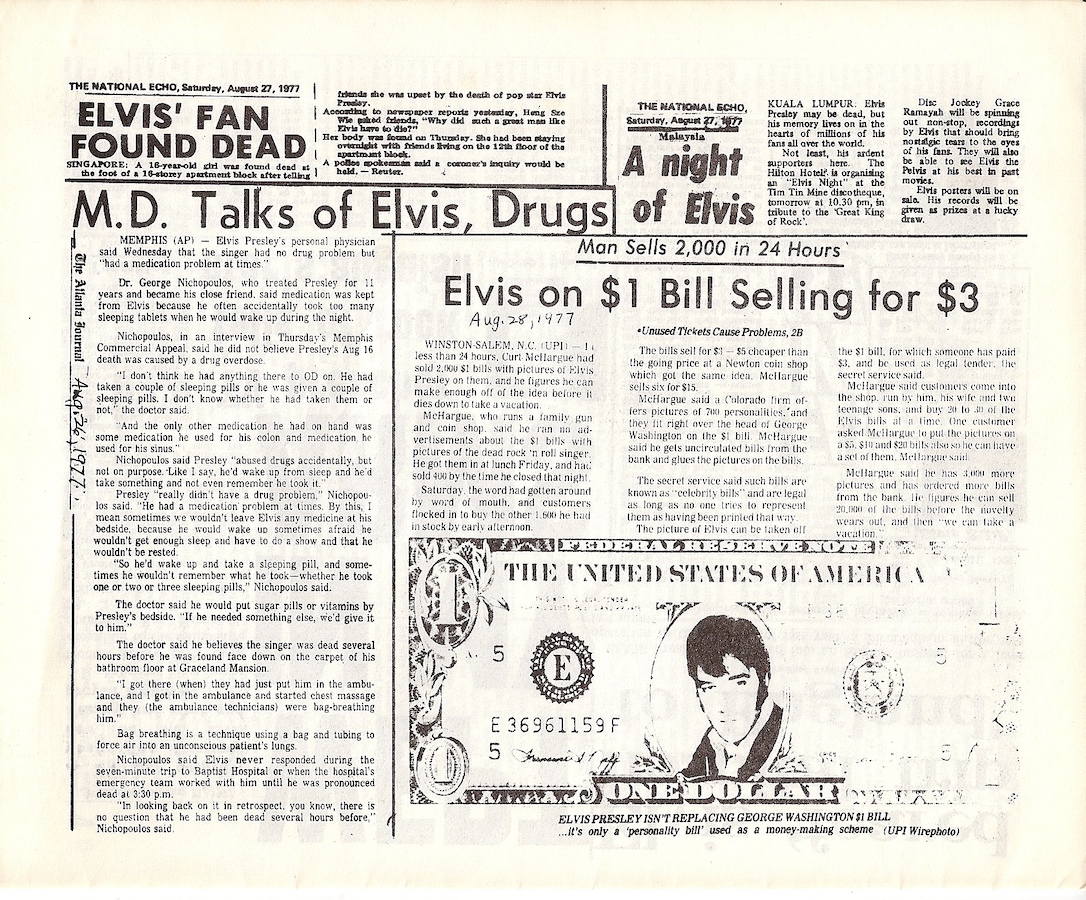 THE NATIONAL ECHO, Saturday, August 27, 1977
ELVIS' FAN
FOUND DEAD
SINGAPORE: A 16-year-old girl was found dead at
the foot of a 16-storey apartment block after telling
friends she was upset by the death of pop star Elvis
Presley.
According to newspaper reports yesterday, Heng Sze
Wie asked friends, "Why did such a great man like
Elvis have to die?"
Her body was found on Thursday. She had been staying
overnight with friends living on the 12th floor of the
apartment block.
A police spokesman said a coroner's inquiry would be
held. — Reuter.
THE NATIONAL ECHO,
Saturday, August 27, 1977
Malaysia
A night
of Elvis
KUALA LUMPUR: Elvis
Presley may be dead, but
his memory lives on in the
hearts of millions of his
fans all over the world.
Not least, his ardent
supporters here. The
Hilton Hotel is organising
an "Elvis Night" at the
Tin Tin Mine discotheque,
tomorrow at 10.30 pm, in
tribute to the 'Great King
of Rock'.
Disc Jockey Grace
Ramayah will be spinning
out non-stop, recordings
by Elvis that should bring
nostalgic tears to the eyes
of his fans. They will also
be able to see Elvis the
Pelvis at his best in past
movies.
Elvis posters will be on
sale. His records will be
given as prizes at a lucky
draw.
M.D. Talks of Elvis, Drugs
The Atlanta Journal
Aug. 26, 1977
MEMPHIS (AP) — Elvis Presley's personal physician
said Wednesday that the singer had no drug problem but
"had a medication problem at times."
Dr. George Nichopoulos, who treated Presley for 11
years and became his close friend, said medication was kept
from Elvis because he often accidentally took too many
sleeping tablets when he would wake up during the night.
Nichopoulos, in an interview in Thursday's Memphis
Commercial Appeal, said he did not believe Presley's Aug 16
death was caused by a drug overdose.
"I don't think he had anything there to OD on. He had
taken a couple of sleeping pills or he was given a couple of
sleeping pills. I don't know whether he had taken them or
not," the doctor said.
"And the only other medication he had on hand was
some medication he used for his colon and medication he
used for his sinus."
Nichopoulos said Presley "abused drugs accidentally, but
not on purpose. Like I say, he'd wake up from sleep and he'd
take something and not even remember he took it."
Presley "really didn't have a drug problem," Nichopou-
los said. "He had a medication problem at times. By this, I
mean sometimes we wouldn't leave Elvis any medicine at his
bedside, because he would wake up sometimes afraid he
wouldn't get enough sleep and have to do a show and that he
wouldn't be rested.
"So he'd wake up and take a sleeping pill, and some-
times he wouldn't remember what he took—whether he took
one or two or three sleeping pills," Nichopoulos said.
The doctor said he would put sugar pills or vitamins by
Presley's bedside. "If he needed something else, we'd give it
to him."
The doctor said he believes the singer was dead several
hours before he was found face down on the carpet of his
bathroom floor at Graceland Mansion.
"I got there (when) they had just put him in the ambu-
lance, and I got in the ambulance and started chest massage
and they (the ambulance technicians) were bag-breathing
him."
Bag breathing is a technique using a bag and tubing to
force air into an unconscious patient's lungs.
Nichopoulos said Elvis never responded during the
seven-minute trip to Baptist Hospital or when the hospital's
emergency team worked with him until he was pronounced
dead at 3:30 p.m.
"In looking back on it in retrospect, you know, there is
no question that he had been dead several hours before,"
Nichopoulos said.
Man Sells 2,000 in 24 Hours
Elvis on $1 Bill Selling for $3
Aug. 28, 1977
•Unused Tickets Cause Problems, 2B
WINSTON-SALEM, N.C. (UPI) — In
less than 24 hours, Curt McHargue had
sold 2,000 $1 bills with pictures of Elvis
Presley on them, and he figures he can
make enough off of the idea before it
dies down to take a vacation.
McHargue, who runs a family gun
and coin shop, said he ran no ad-
vertisements about the $1 bills with
pictures of the dead rock 'n roll singer.
He got them in at lunch Friday, and had
sold 400 by the time he closed that night.
Saturday, the word had gotten around
by word of mouth, and customers
flocked in to buy the other 1,600 he had
in stock by early afternoon.
The bills sell for $3 — $5 cheaper than
the going price at a Newton coin shop
which got the same idea. McHargue
sells six for $15.
McHargue said a Colorado firm of-
fers pictures of 700 personalities, and
they fit right over the head of George
Washington on the $1 bill. McHargue
said he gets uncirculated bills from the
bank and glues the pictures on the bills.
The secret service said such bills are
known as "celebrity bills" and are legal
as long as no one tries to represent
them as having been printed that way.
The picture of Elvis can be taken off
the $1 bill, for which someone has paid
$3, and be used as legal tender, the
secret service said.
McHargue said customers come into
the shop, run by him, his wife and two
teenage sons, and buy 20 to 30 of the
Elvis bills at a time. One customer
asked McHargue to put the pictures on
a $5, $10 and $20 bills also so he can have
a set of them, McHargue said.
McHargue said he has 3,000 more
pictures and has ordered more bills
from the bank. He figures he can sell
20,000 of the bills before the novelty
wears out, and then "we can take a
vacation."
FEDERAL RESERVE NOTE
THE UNITED STATES OF AMERICA
1
5
E
5
E 36961159 F
5
5
1
ONE DOLLAR
ELVIS PRESLEY ISN'T REPLACING GEORGE WASHINGTON $1 BILL
...it's only a 'personality bill' used as a money-making scheme (UPI Wirephoto)